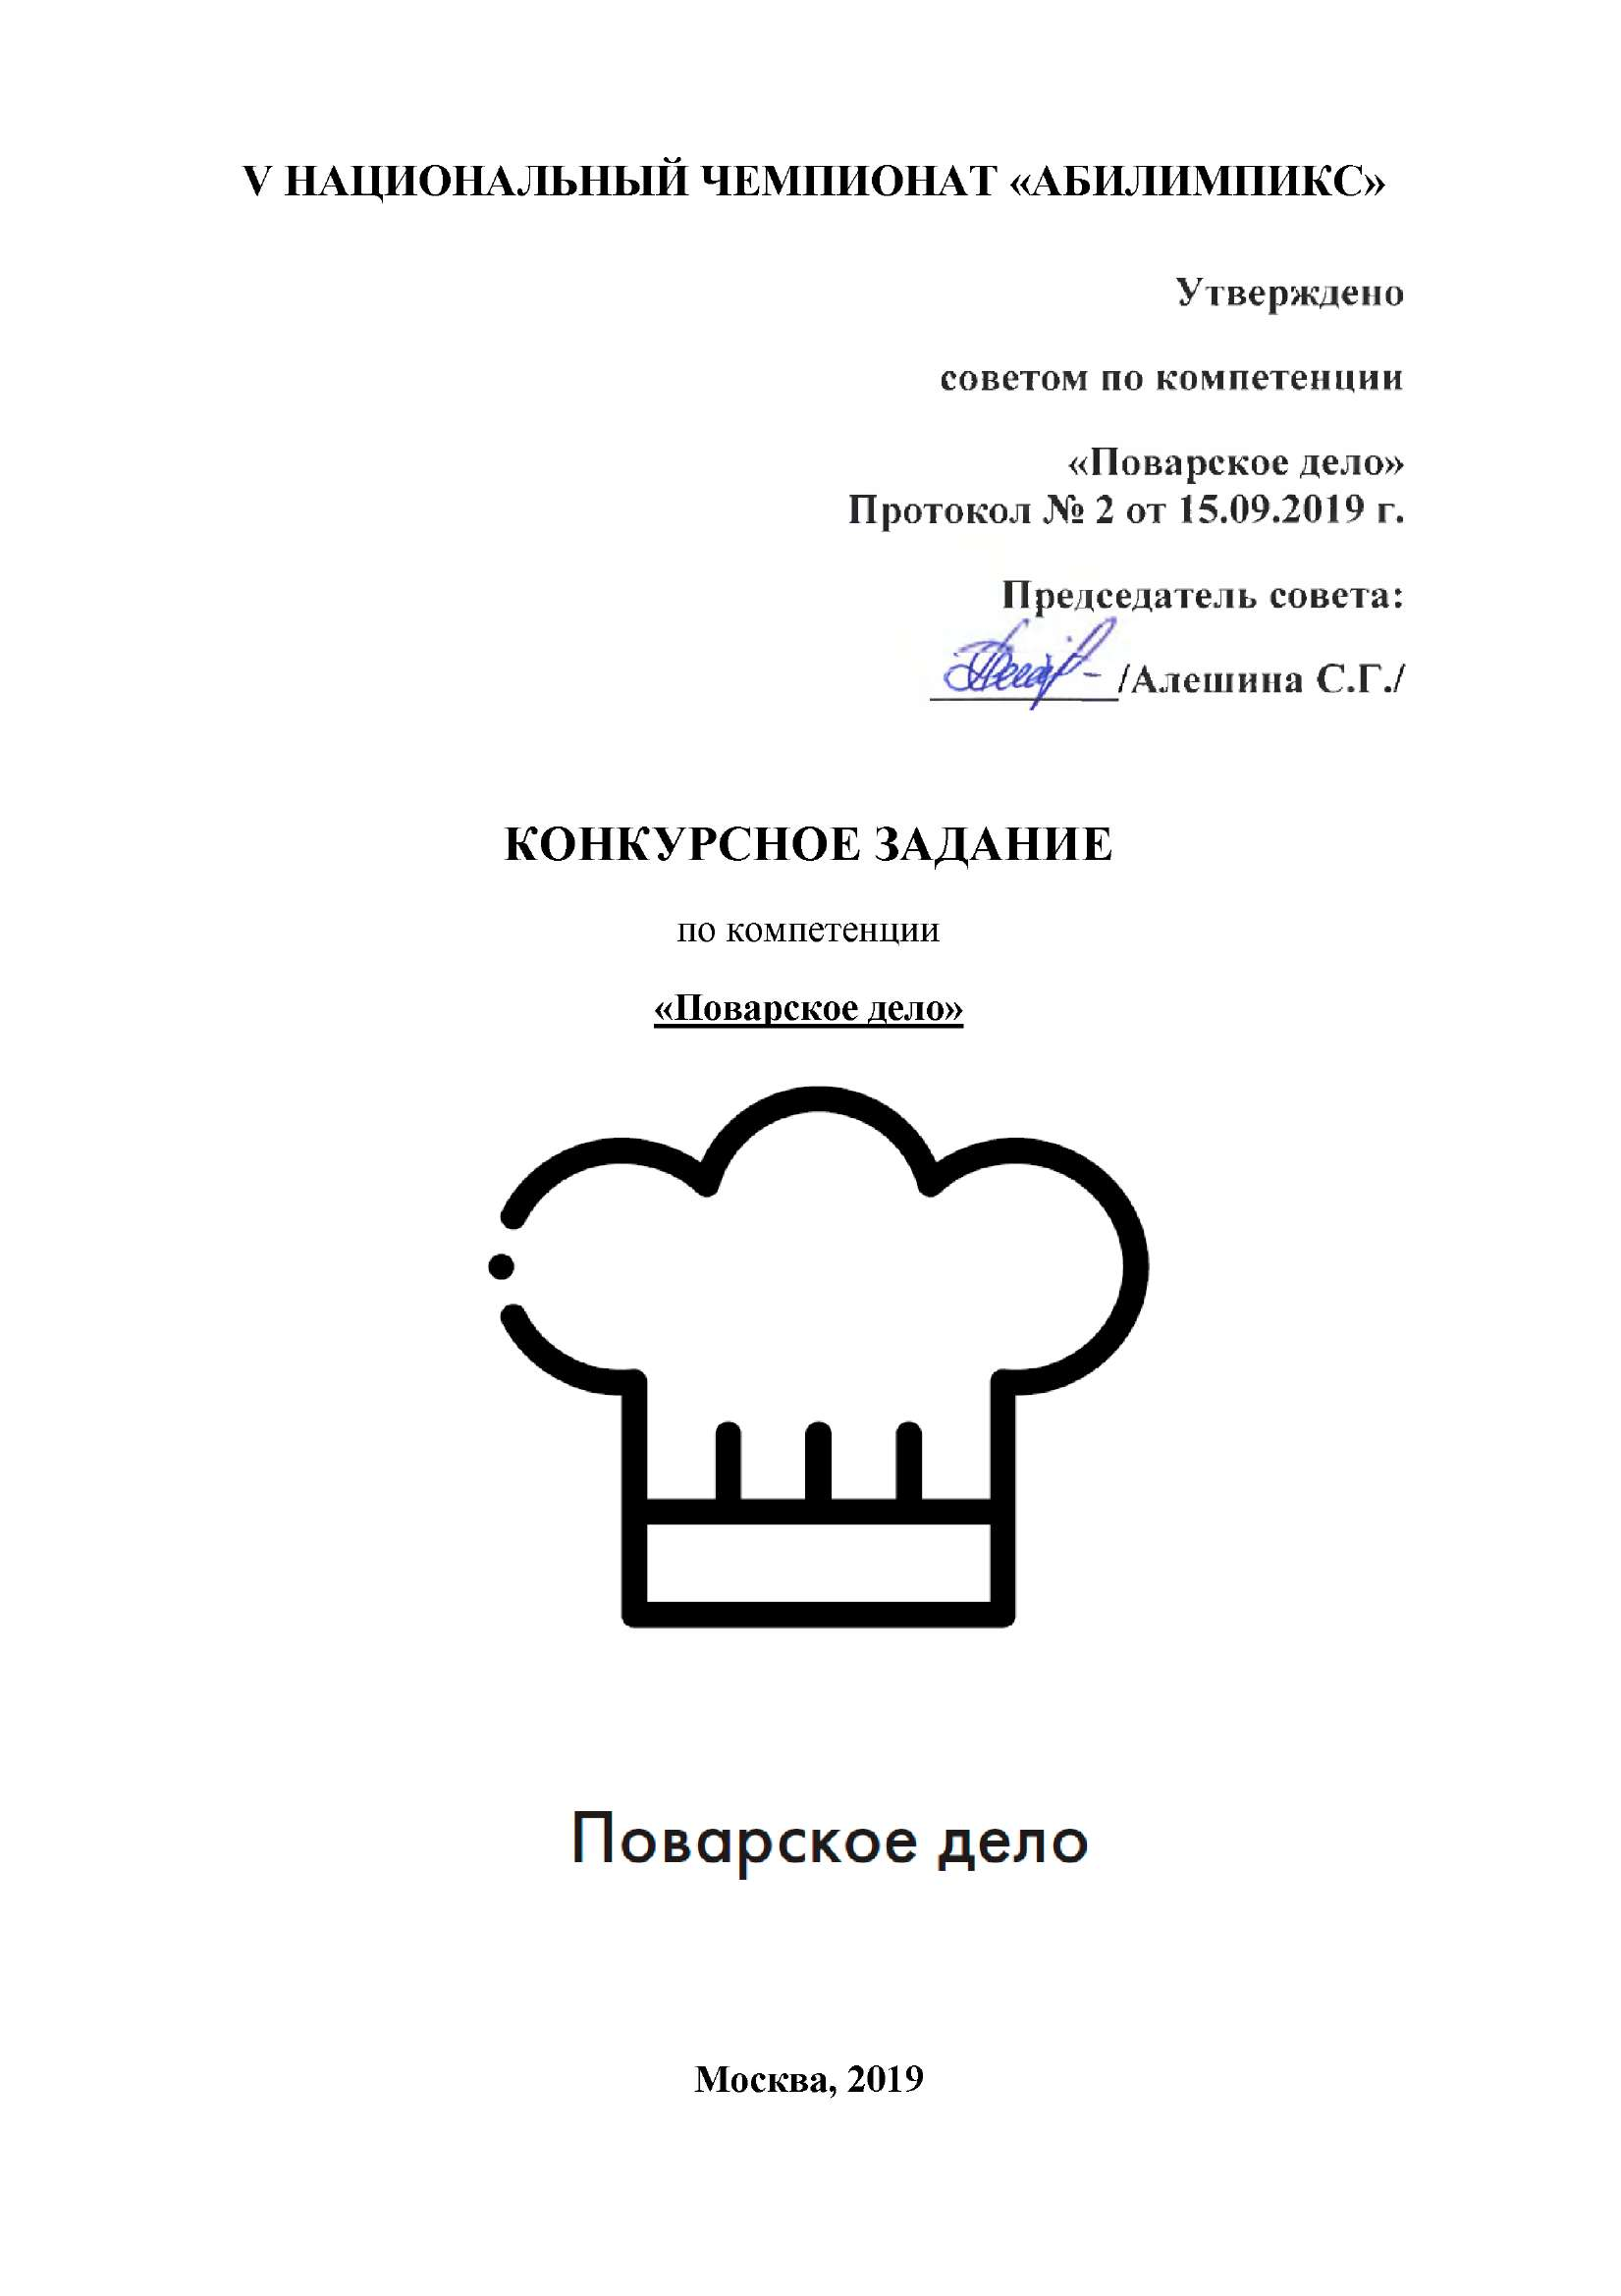 V НАЦИОНАЛЬНЫЙ ЧЕМПИОНАТ «АБИЛИМПИКС»
Утверждено
советом по компетенции
«Поварское дело»
Протокол № 2 от 15.09.2019 г.
Председатель совета:
/Алешина С.Г./
КОНКУРСНОЕ ЗАДАНИЕ
по компетенции
«Поварское дело»
Поварское дело
Москва, 2019